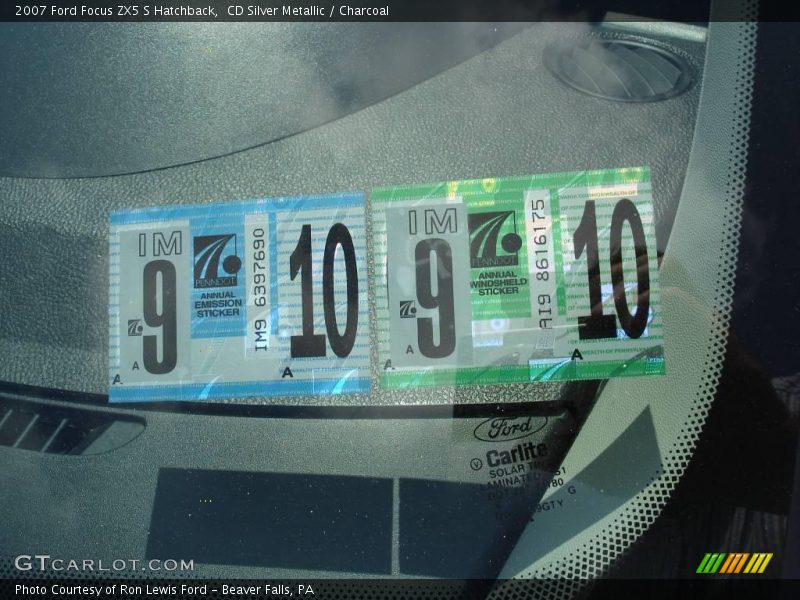 2007 Ford Focus ZX5 S Hatchback,  CD Silver Metallic / Charcoal
IM
9
A
A
PENNDOT
ANNUAL
EMISSION
STICKER
IM9 6397690
10
A
IM
9
A
A
PENNDOT
ANNUAL
WINDSHIELD
STICKER
AI9 8616175
10
A
Ford
Carlite
SOLAR
GTCARLOT.COM
Photo Courtesy of Ron Lewis Ford - Beaver Falls, PA